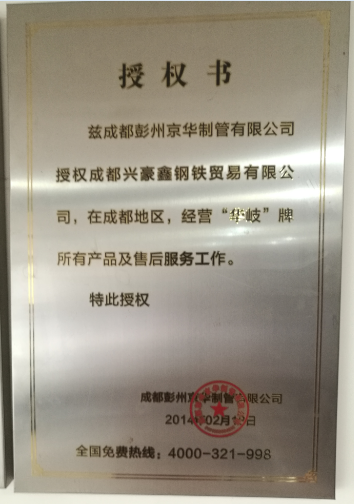 授权书
兹成都彭州京华制管有限公司
授权成都兴豪鑫钢铁贸易有限公
司，在成都地区，经营“华岐”牌
所有产品及售后服务工作。
特此授权
成都彭州京华制管有限公司
2014年02月18日
全国免费热线：4000-321-998